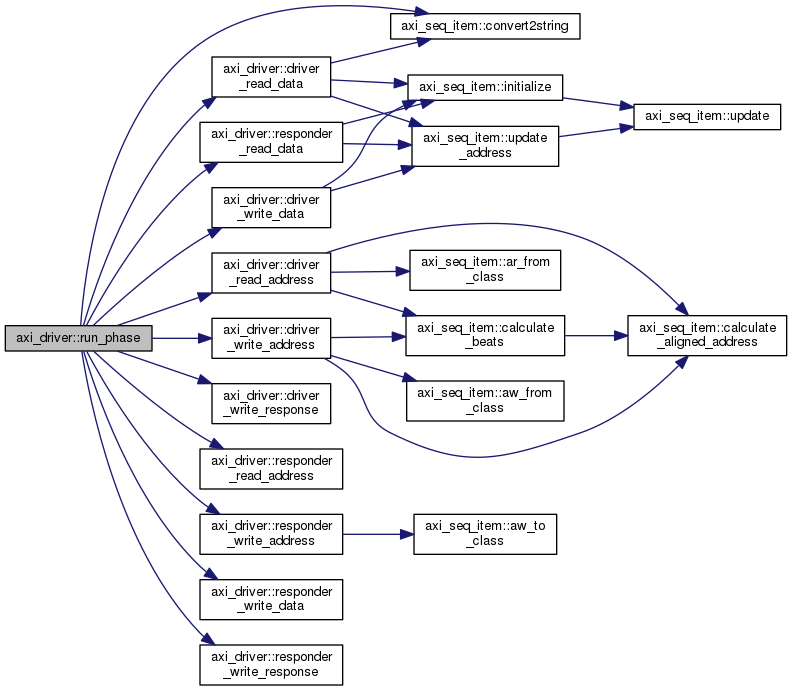 axi_seq_item::convert2string
axi_driver::driver
_read_data
axi_seq_item::initialize
axi_seq_item::update
axi_driver::responder
_read_data
axi_seq_item::update
_address
axi_driver::driver
_write_data
axi_driver::driver
_read_address
axi_seq_item::ar_from
_class
axi_driver::run_phase
axi_driver::driver
_write_address
axi_seq_item::calculate
_beats
axi_seq_item::calculate
_aligned_address
axi_driver::driver
_write_response
axi_seq_item::aw_from
_class
axi_driver::responder
_read_address
axi_driver::responder
_write_address
axi_seq_item::aw_to
_class
axi_driver::responder
_write_data
axi_driver::responder
_write_response